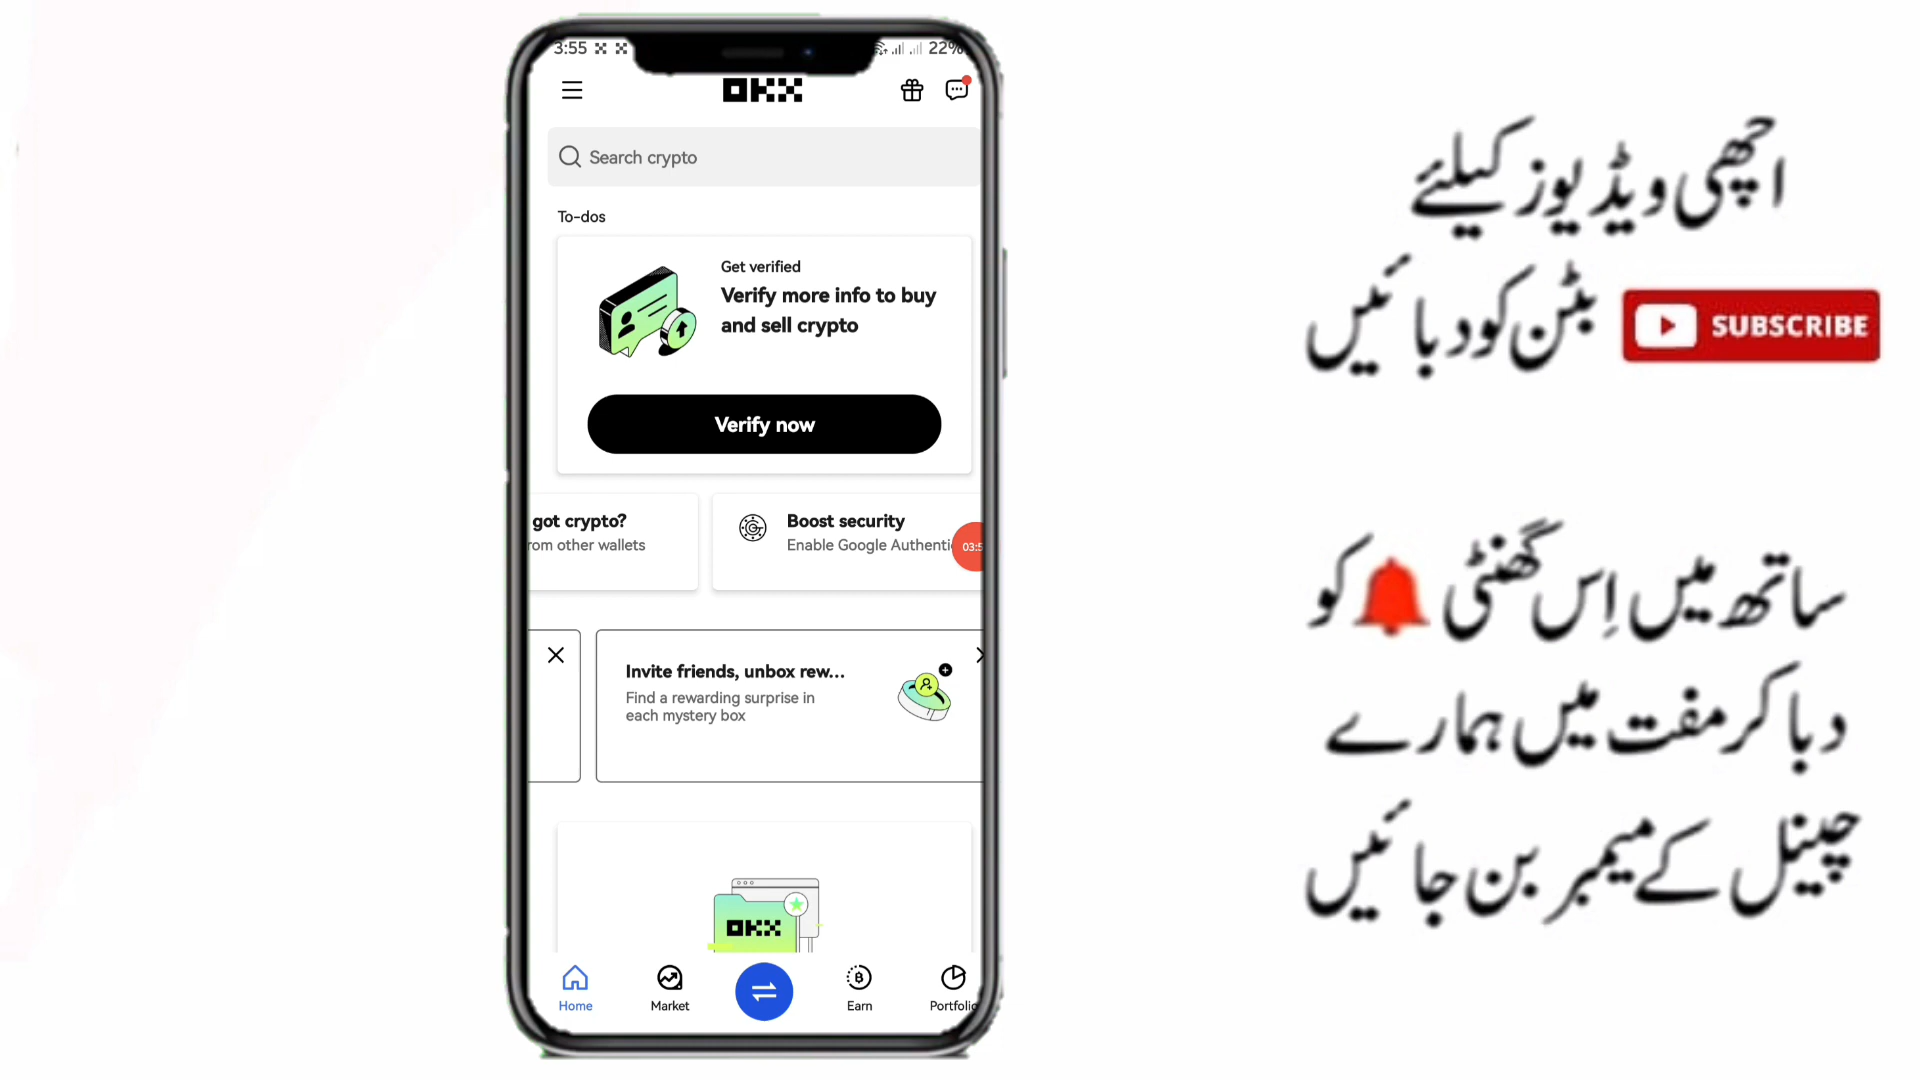 3:55
22%
OKX
Search crypto
To-dos
Get verified
Verify more info to buy
and sell crypto
Verify now
got crypto?
rom other wallets
Boost security
Enable Google Authenti
03:5
Invite friends, unbox rew...
Find a rewarding surprise in
each mystery box
OKX
Home
Market
Earn
Portfolio
اچھی ویڈیوز کیلئے
SUBSCRIBE بٹن کو دبائیں
ساتھ میں اِس گھنٹی کو
دبا کر مفت میں ہمارے
چینل کے میمبر بن جائیں